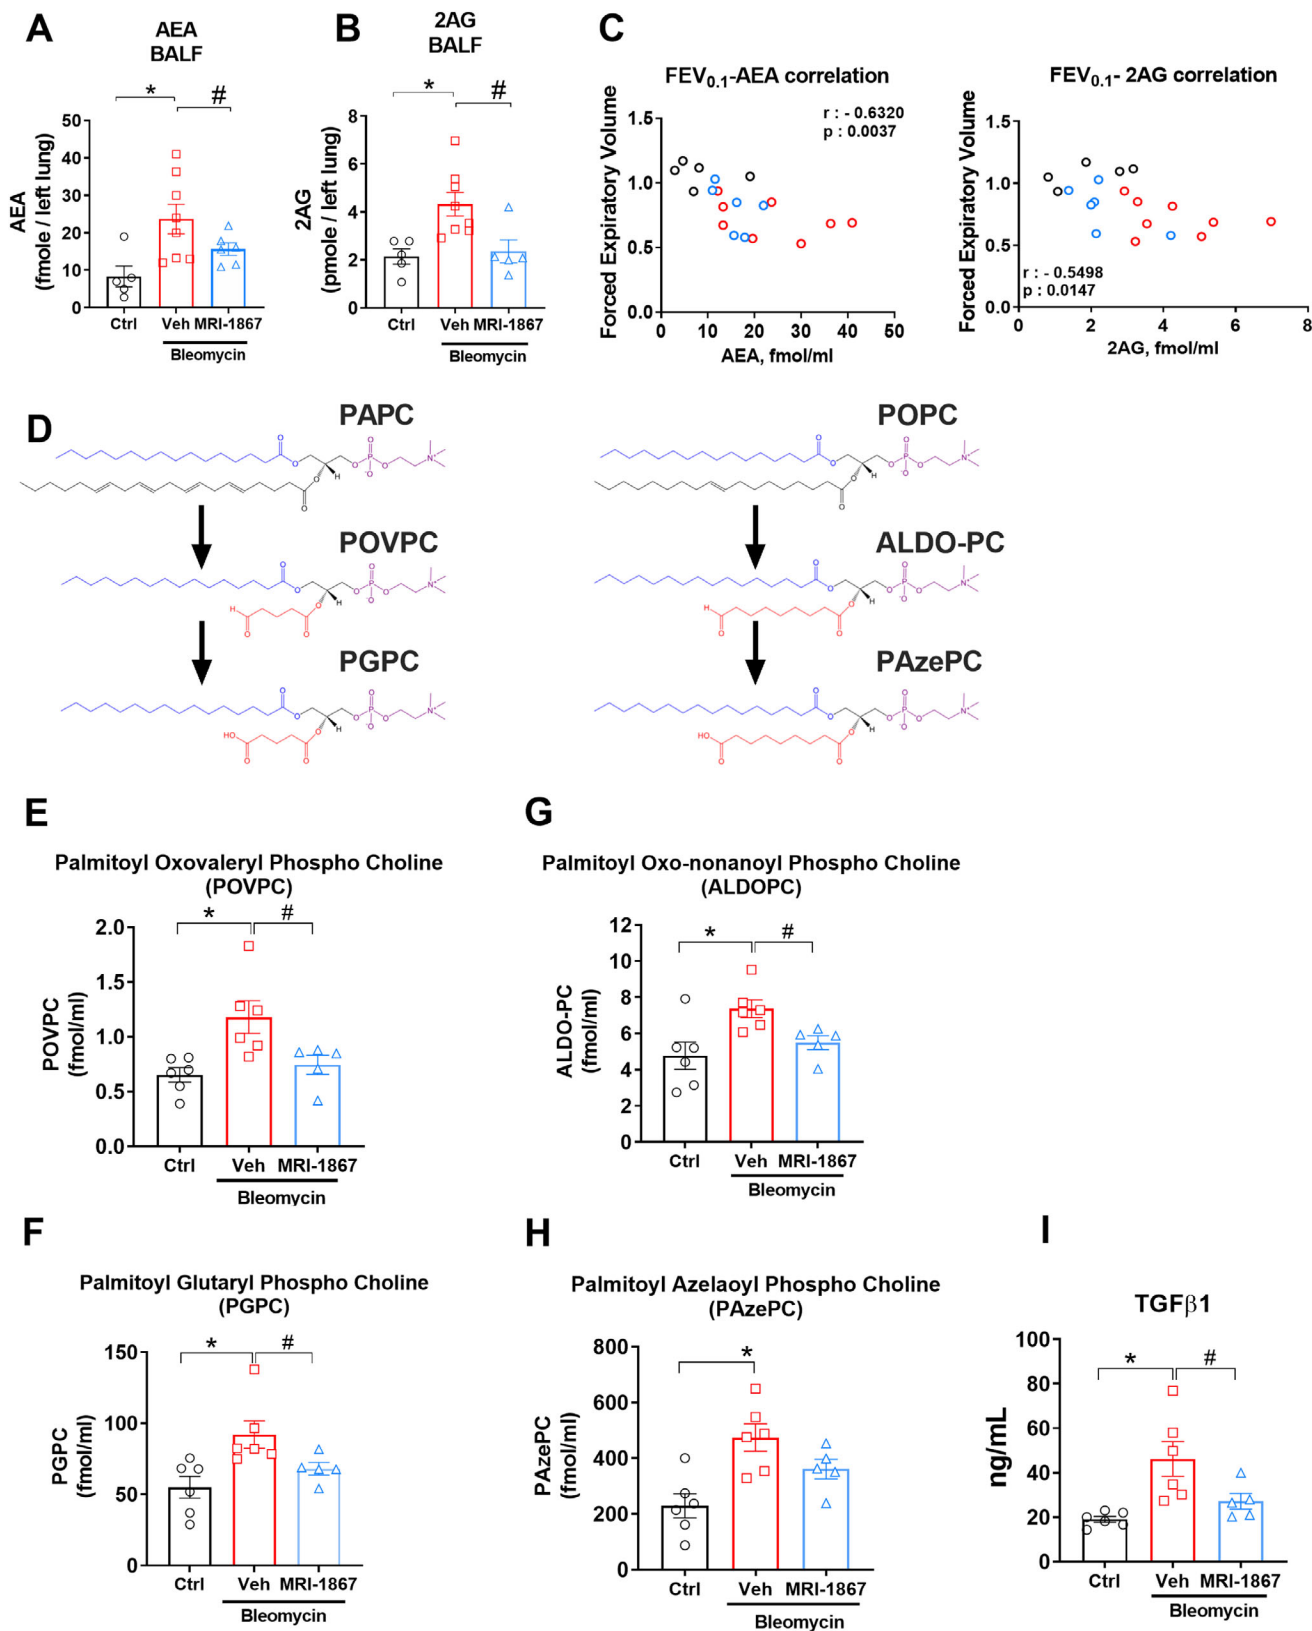 A
AEA
BALF
*
#
AEA
(fmole / left lung)
50
40
30
20
10
0
Ctrl
Veh
MRI-1867
Bleomycin
B
2AG
BALF
*
#
2AG
(pmole / left lung)
8
6
4
2
0
Ctrl
Veh
MRI-1867
Bleomycin
C
FEV0.1-AEA correlation
r : - 0.6320
p : 0.0037
Forced Expiratory Volume
1.5
1.0
0.5
0.0
0
10
20
30
40
50
AEA, fmol/ml
FEV0.1- 2AG correlation
Forced Expiratory Volume
1.5
1.0
0.5
0.0
r : - 0.5498
p : 0.0147
0
2
4
6
8
2AG, fmol/ml
D
PAPC
POVPC
PGPC
POPC
ALDO-PC
PAzePC
E
Palmitoyl Oxovaleryl Phospho Choline
(POVPC)
*
#
POVPC
(fmol/ml)
2.0
1.5
1.0
0.5
0.0
Ctrl
Veh
MRI-1867
Bleomycin
G
Palmitoyl Oxo-nonanoyl Phospho Choline
(ALDOPC)
*
#
ALDO-PC
(fmol/ml)
12
10
8
6
4
2
0
Ctrl
Veh
MRI-1867
Bleomycin
F
Palmitoyl Glutaryl Phospho Choline
(PGPC)
*
#
PGPC
(fmol/ml)
150
100
50
0
Ctrl
Veh
MRI-1867
Bleomycin
H
Palmitoyl Azelaoyl Phospho Choline
(PAzePC)
*
PAzePC
(fmol/ml)
800
600
400
200
0
Ctrl
Veh
MRI-1867
Bleomycin
I
TGFβ1
*
#
ng/mL
100
80
60
40
20
0
Ctrl
Veh
MRI-1867
Bleomycin